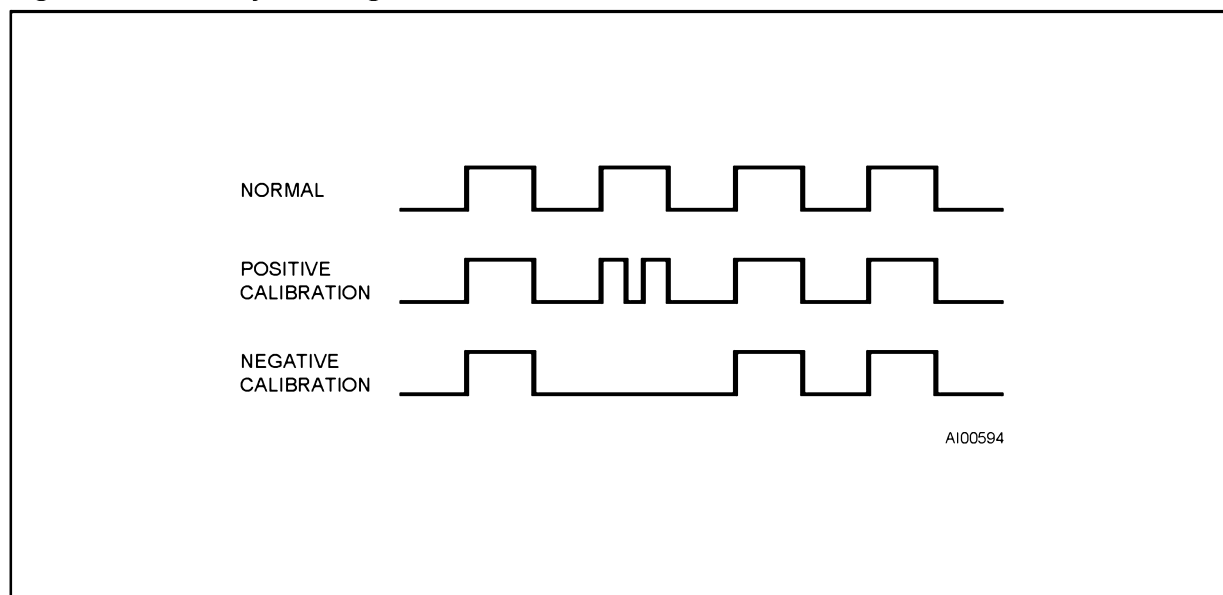 NORMAL
POSITIVE
CALIBRATION
NEGATIVE
CALIBRATION
AI00594